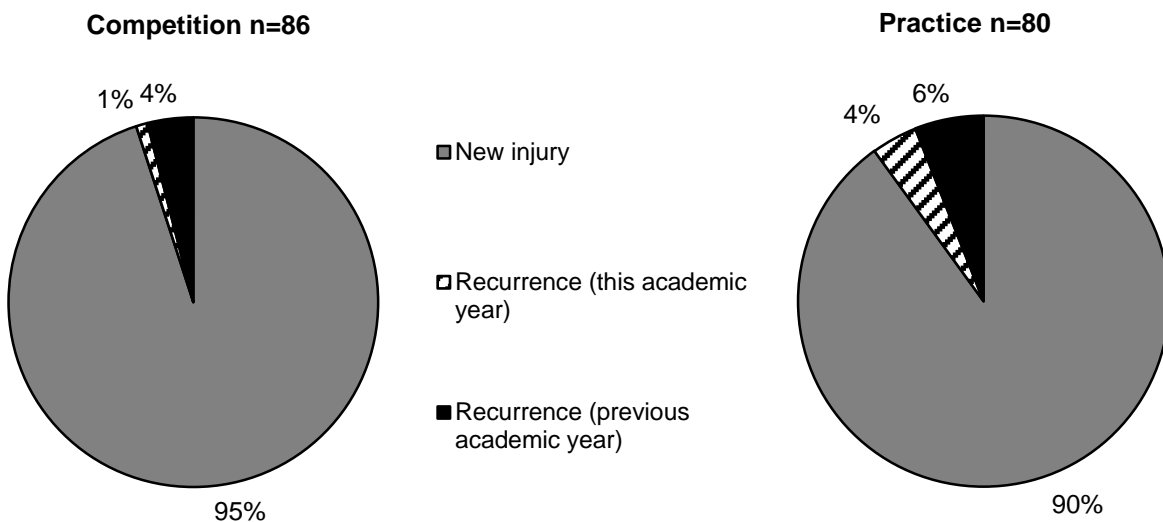 Competition n=86
Practice n=80
1% 4%
6%
4%
New injury
Recurrence (this academic
year)
Recurrence (previous
academic year)
95%
90%